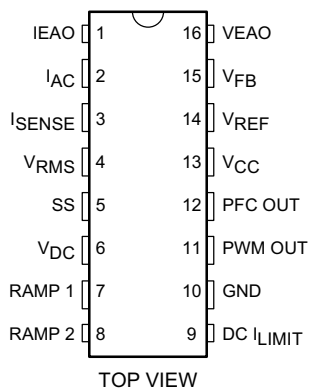 IEAO 1 16 VEAO
IAC 2 15 VFB
ISENSE 3 14 VREF
VRMS 4 13 VCC
SS 5 12 PFC OUT
VDC 6 11 PWM OUT
RAMP 1 7 10 GND
RAMP 2 8 9 DC ILIMIT
TOP VIEW